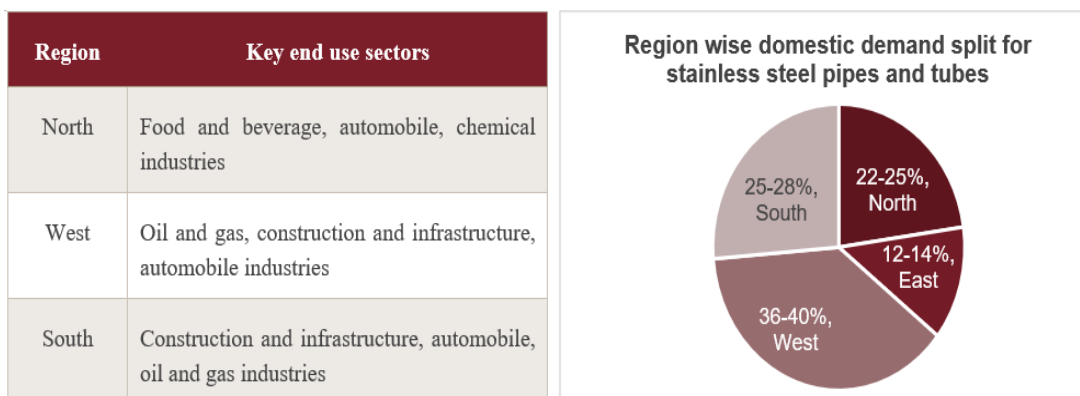 Region Key end use sectors
North Food and beverage, automobile, chemical
industries
West Oil and gas, construction and infrastructure,
automobile industries
South Construction and infrastructure, automobile,
oil and gas industries
Region wise domestic demand split for
stainless steel pipes and tubes
25-28%,
South
22-25%,
North
12-14%,
East
36-40%,
West